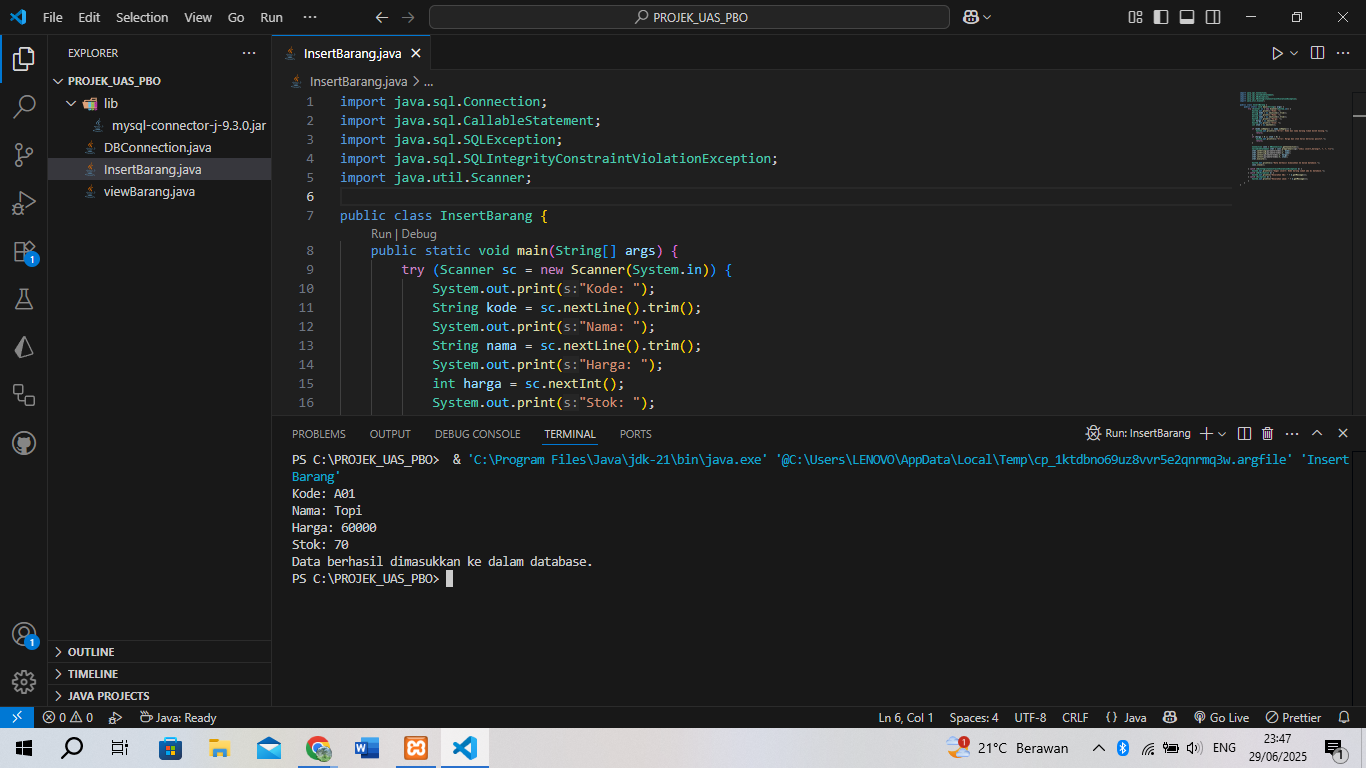 File Edit Selection View Go Run ··· PROJEK_UAS_PBO
EXPLORER ···
PROJEK_UAS_PBO
lib
mysql-connector-j-9.3.0.jar
DBConnection.java
InsertBarang.java
viewBarang.java
OUTLINE
TIMELINE
JAVA PROJECTS
InsertBarang.java
InsertBarang.java > ...
1 import java.sql.Connection;
2 import java.sql.CallableStatement;
3 import java.sql.SQLException;
4 import java.sql.SQLIntegrityConstraintViolationException;
5 import java.util.Scanner;
6
7 public class InsertBarang {
Run | Debug
8 public static void main(String[] args) {
9 try (Scanner sc = new Scanner(System.in)) {
10 System.out.print(s:"Kode: ");
11 String kode = sc.nextLine().trim();
12 System.out.print(s:"Nama: ");
13 String nama = sc.nextLine().trim();
14 System.out.print(s:"Harga: ");
15 int harga = sc.nextInt();
16 System.out.print(s:"Stok: ");
PROBLEMS OUTPUT DEBUG CONSOLE TERMINAL PORTS Run: InsertBarang
PS C:\PROJEK_UAS_PBO> & 'C:\Program Files\Java\jdk-21\bin\java.exe' '@C:\Users\LENOVO\AppData\Local\Temp\cp_1ktdbno69uz8vvr5e2qnrmq3w.argfile' 'Insert
Barang'
Kode: A01
Nama: Topi
Harga: 60000
Stok: 70
Data berhasil dimasukkan ke dalam database.
PS C:\PROJEK_UAS_PBO>
1
1
0 0 Java: Ready Ln 6, Col 1 Spaces: 4 UTF-8 CRLF {} Java Go Live Prettier
1 21°C Berawan ENG 23:47
29/06/2025 1